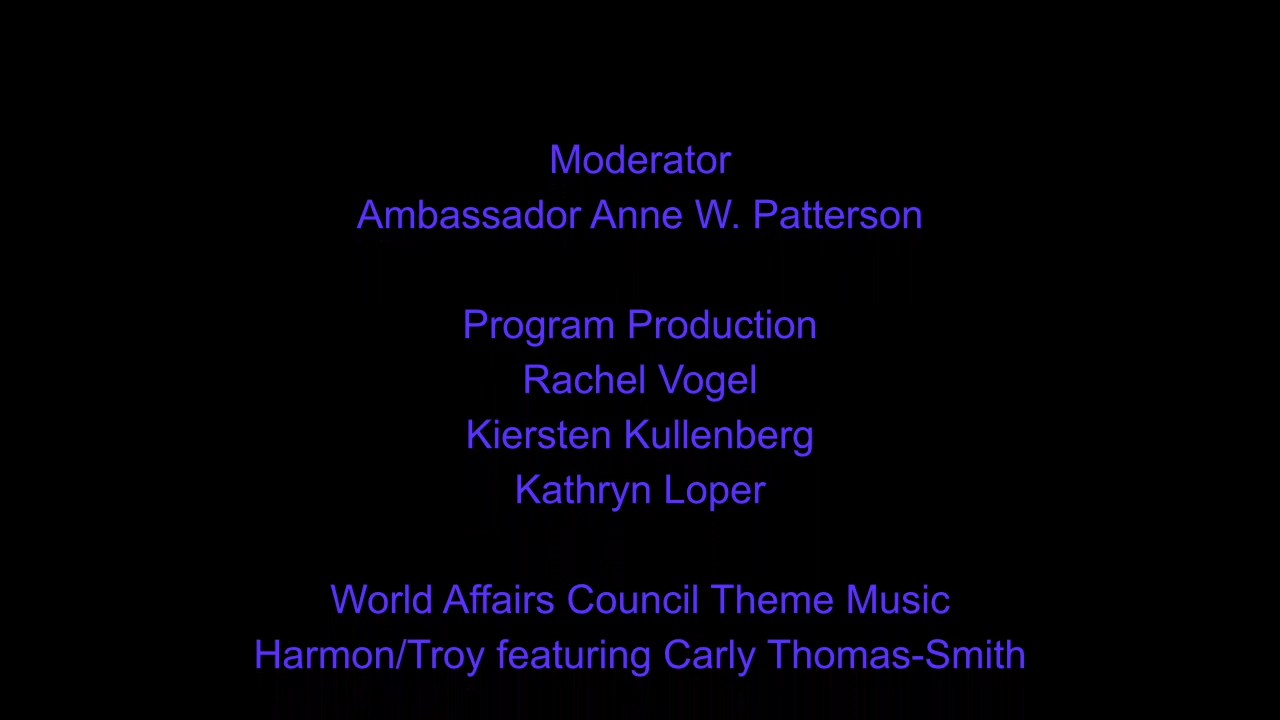 Moderator
Ambassador Anne W. Patterson
Program Production
Rachel Vogel
Kiersten Kullenberg
Kathryn Loper
World Affairs Council Theme Music
Harmon/Troy featuring Carly Thomas-Smith